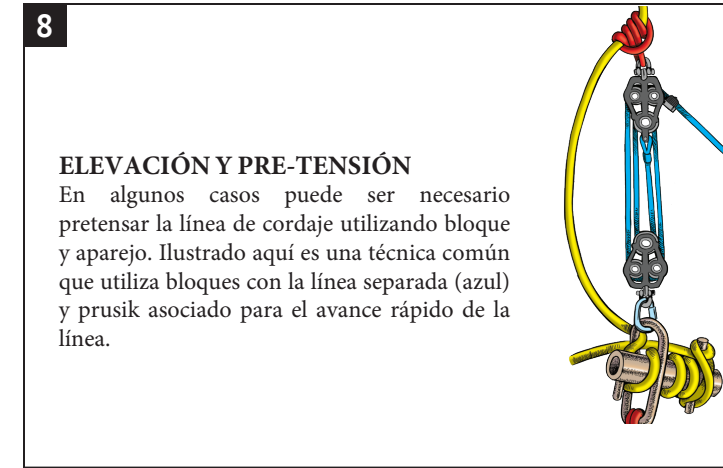 8
ELEVACIÓN Y PRE-TENSIÓN
En algunos casos puede ser necesario
pretensar la línea de cordaje utilizando bloque
y aparejo. Ilustrado aquí es una técnica común
que utiliza bloques con la línea separada (azul)
y prusik asociado para el avance rápido de la
línea.